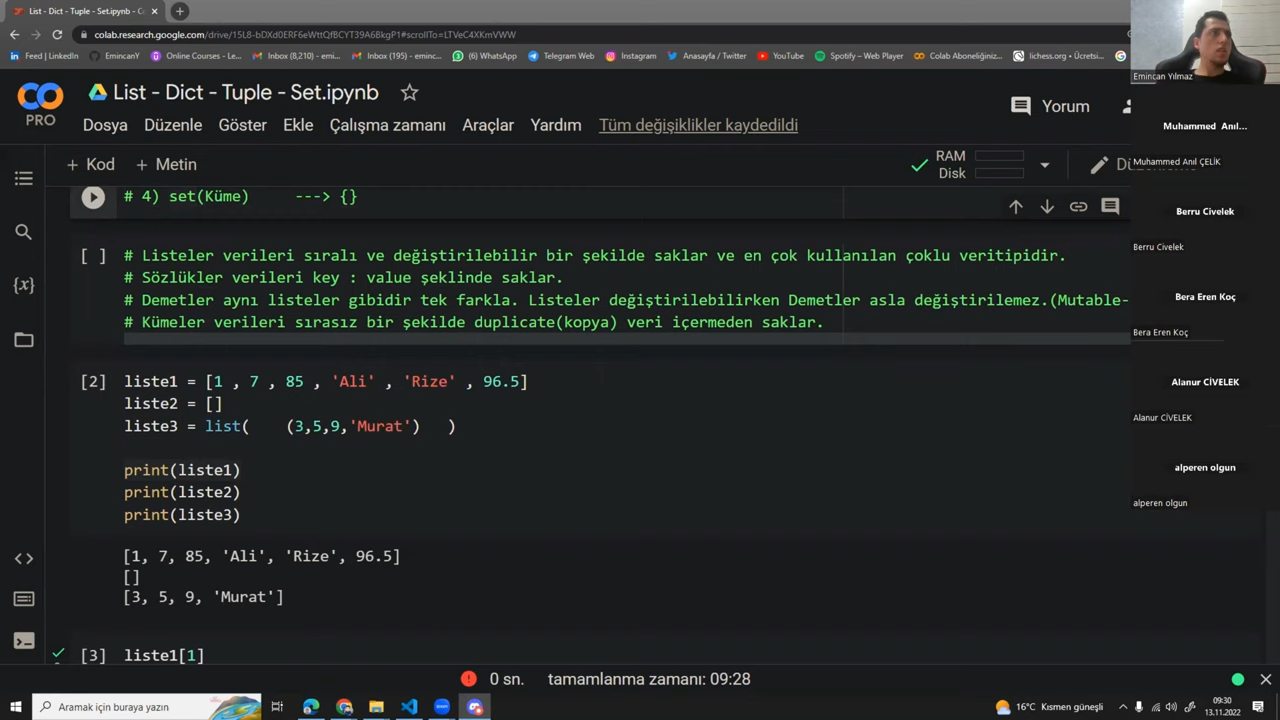 List - Dict - Tuple - Set.ipynb - C
colab.research.google.com/drive/15L8-bDXd0ERF6eWttQfBCYT39A6BkgP1#scrollTo=LTVeC4XKmVWW
Feed | LinkedIn
EmincanY
Online Courses - Le...
Inbox (8,210) - emi...
Inbox (195) - eminc...
(6) WhatsApp
Telegram Web
Instagram
Anasayfa / Twitter
YouTube
Spotify – Web Player
Colab Aboneliğiniz...
lichess.org • Ücretsi...
CO
PRO
List - Dict - Tuple - Set.ipynb
Yorum
Dosya Düzenle Göster Ekle Çalışma zamanı Araçlar Yardım Tüm değişiklikler kaydedildi
+ Kod + Metin
RAM
Disk
# 4) set(Küme) ---> {}
[ ] # Listeler verileri sıralı ve değiştirilebilir bir şekilde saklar ve en çok kullanılan çoklu veritipidir.
# Sözlükler verileri key : value şeklinde saklar.
# Demetler aynı listeler gibidir tek farkla. Listeler değiştirilebilirken Demetler asla değiştirilemez.(Mutable-
# Kümeler verileri sırasız bir şekilde duplicate(kopya) veri içermeden saklar.
[2] liste1 = [1 , 7 , 85 , 'Ali' , 'Rize' , 96.5]
liste2 = []
liste3 = list( (3,5,9,'Murat') )
print(liste1)
print(liste2)
print(liste3)
[1, 7, 85, 'Ali', 'Rize', 96.5]
[]
[3, 5, 9, 'Murat']
[3] liste1[1]
0 sn. tamamlanma zamanı: 09:28
Aramak için buraya yazın
16°C Kısmen güneşli
09:30
13.11.2022
Emincan Yılmaz
Muhammed Anıl...
Muhammed Anıl ÇELİK
Berru Civelek
Berru Civelek
Bera Eren Koç
Bera Eren Koç
Alanur CİVELEK
Alanur CİVELEK
alperen olgun
alperen olgun